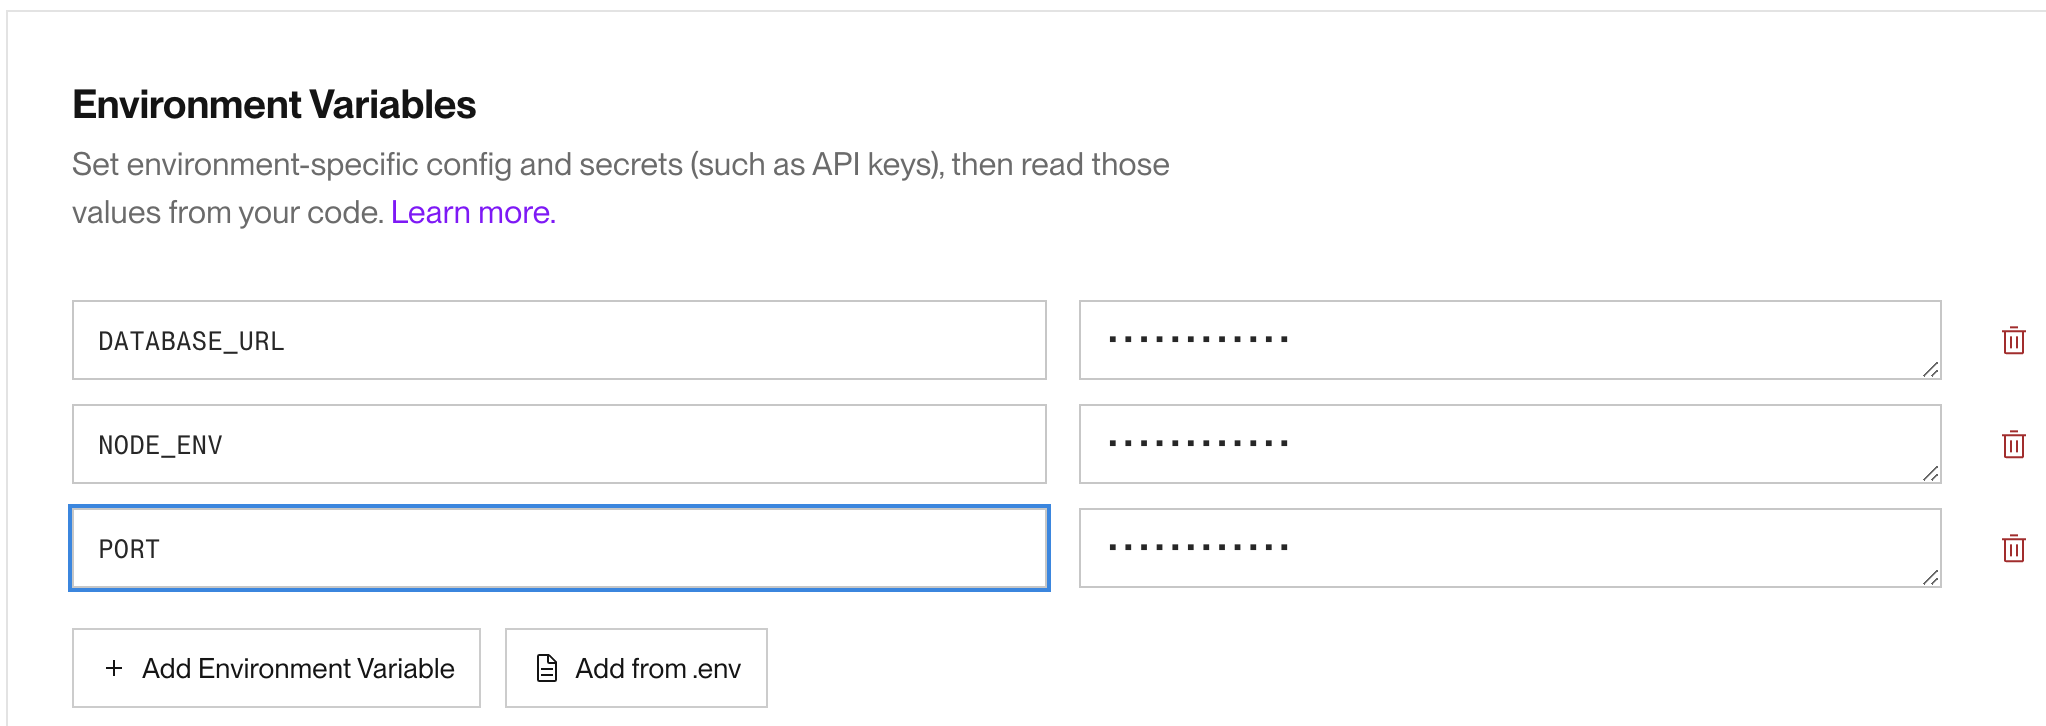 Environment Variables
Set environment-specific config and secrets (such as API keys), then read those
values from your code. Learn more.
DATABASE_URL
············
NODE_ENV
············
PORT
············
+ Add Environment Variable
Add from .env